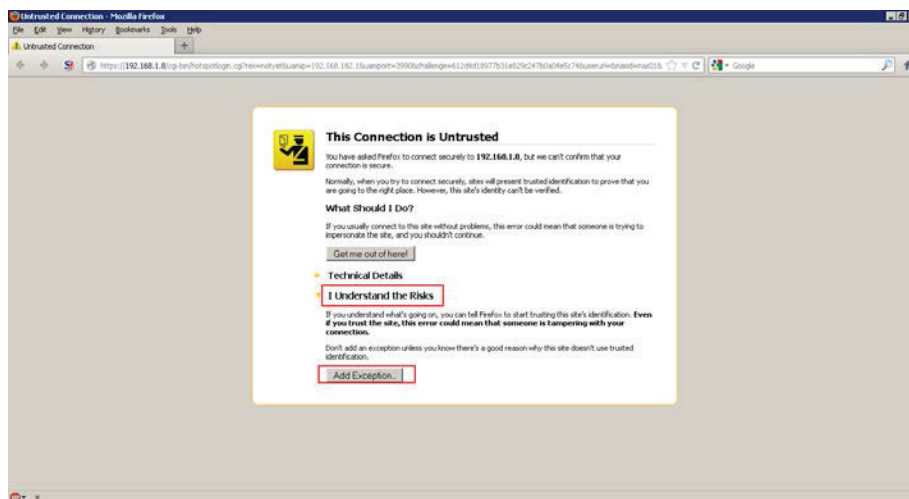 Untrusted Connection - Mozilla Firefox
File Edit View History Bookmarks Tools Help
Untrusted Connection
Google
This Connection is Untrusted
You have asked Firefox to connect securely to 192.168.1.8, but we can't confirm that your
connection is secure.
Normally, when you try to connect securely, sites will present trusted identification to prove that you
are going to the right place. However, this site's identity can't be verified.
What Should I Do?
If you usually connect to this site without problems, this error could mean that someone is trying to
impersonate the site, and you shouldn't continue.
Get me out of here!
Technical Details
I Understand the Risks
If you understand what's going on, you can tell Firefox to start trusting this site's identification. Even
if you trust the site, this error could mean that someone is tampering with your
connection.
Don't add an exception unless you know there's a good reason why this site doesn't use trusted
identification.
Add Exception...